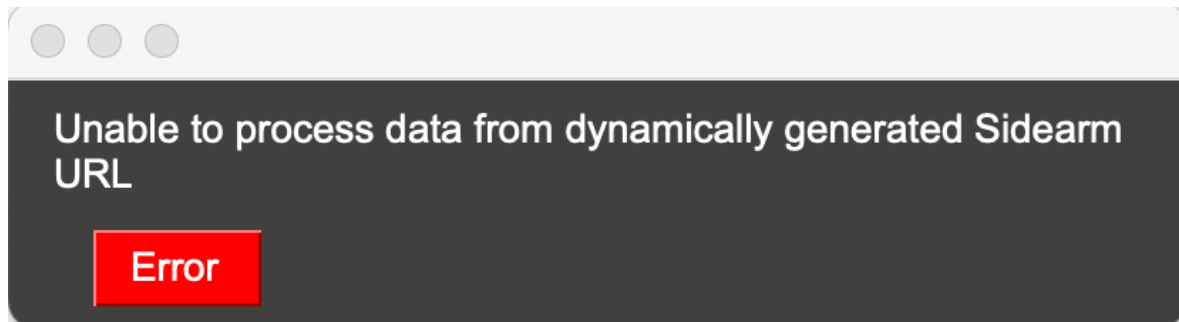 Unable to process data from dynamically generated Sidearm
URL
Error